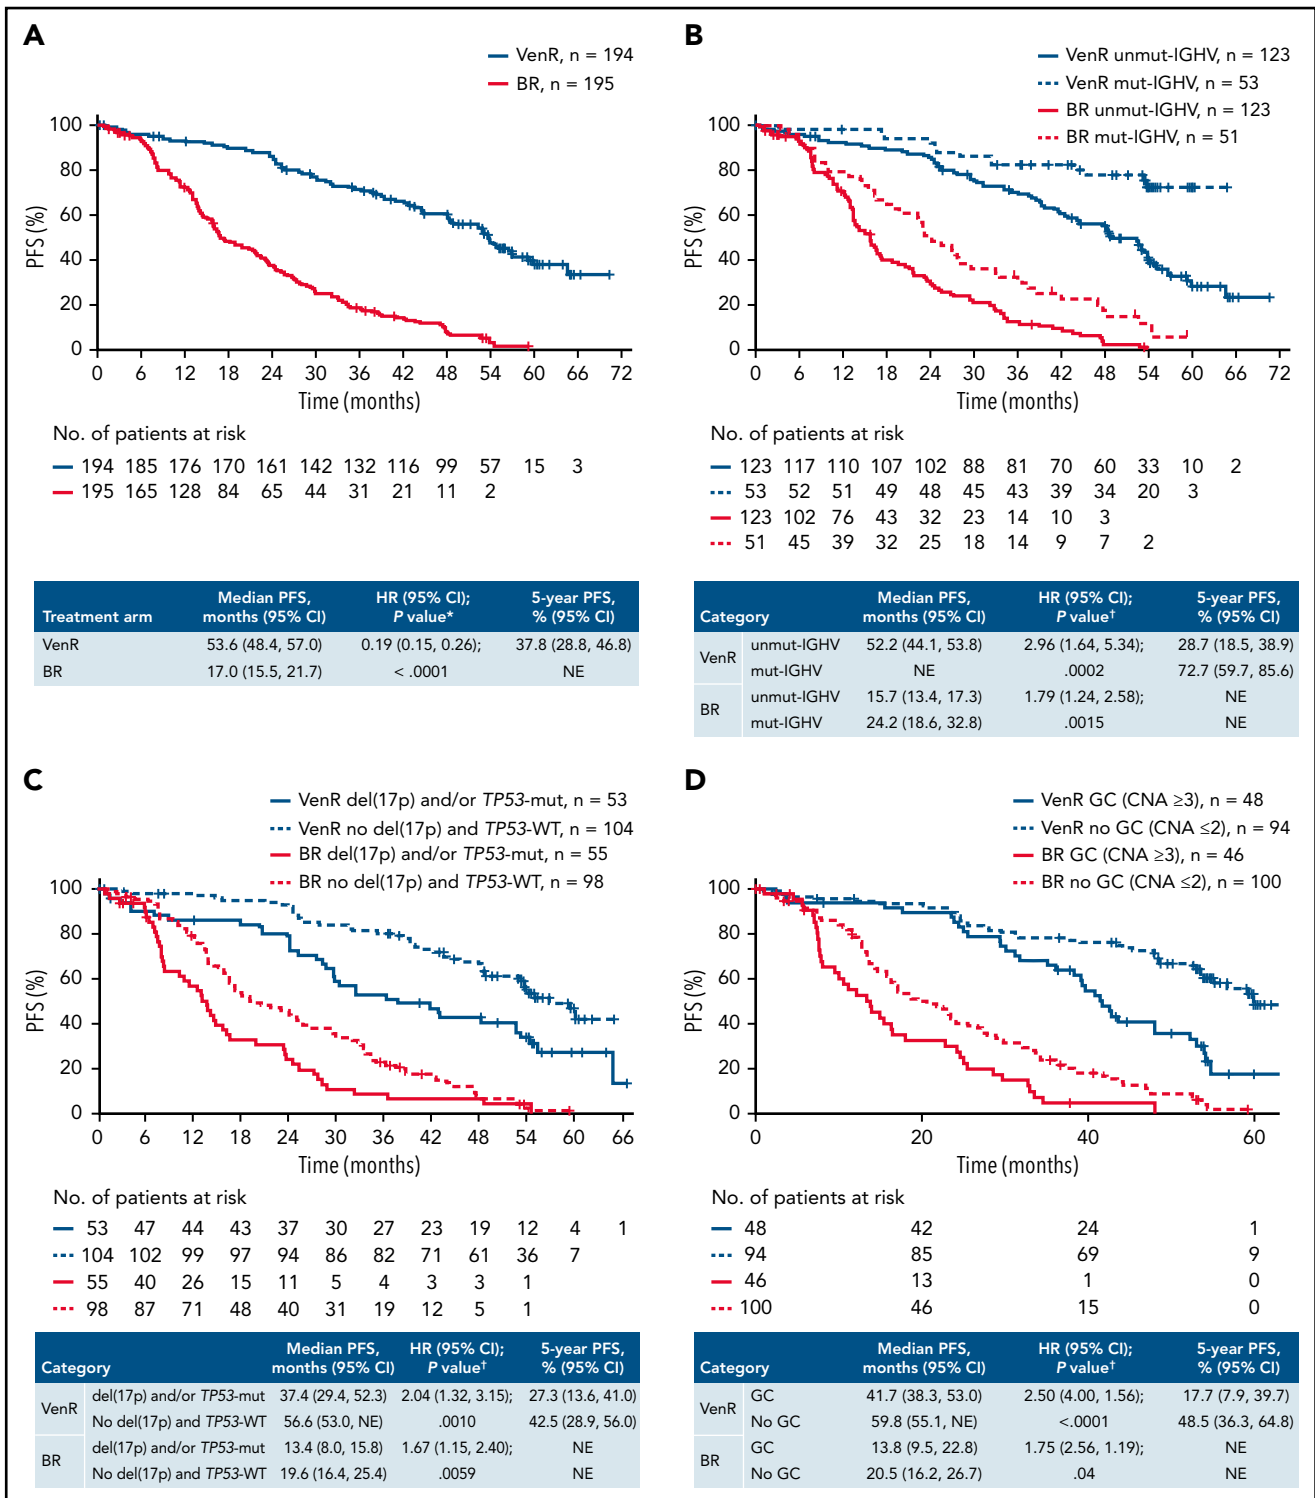 A
VenR, n = 194
BR, n = 195
100
80
60
40
20
0
PFS (%)
0 6 12 18 24 30 36 42 48 54 60 66 72
Time (months)
No. of patients at risk
194 185 176 170 161 142 132 116 99 57 15 3
195 165 128 84 65 44 31 21 11 2
Treatment arm Median PFS, months (95% CI) HR (95% CI); P value* 5-year PFS, % (95% CI)
VenR 53.6 (48.4, 57.0) 0.19 (0.15, 0.26); 37.8 (28.8, 46.8)
BR 17.0 (15.5, 21.7) < .0001 NE
B
VenR unmut-IGHV, n = 123
VenR mut-IGHV, n = 53
BR unmut-IGHV, n = 123
BR mut-IGHV, n = 51
100
80
60
40
20
0
PFS (%)
0 6 12 18 24 30 36 42 48 54 60 66 72
Time (months)
No. of patients at risk
123 117 110 107 102 88 81 70 60 33 10 2
53 52 51 49 48 45 43 39 34 20 3
123 102 76 43 32 23 14 10 3
51 45 39 32 25 18 14 9 7 2
Category Median PFS, months (95% CI) HR (95% CI); P value† 5-year PFS, % (95% CI)
VenR unmut-IGHV 52.2 (44.1, 53.8) 2.96 (1.64, 5.34); 28.7 (18.5, 38.9)
mut-IGHV NE .0002 72.7 (59.7, 85.6)
BR unmut-IGHV 15.7 (13.4, 17.3) 1.79 (1.24, 2.58); NE
mut-IGHV 24.2 (18.6, 32.8) .0015 NE
C
VenR del(17p) and/or TP53-mut, n = 53
VenR no del(17p) and TP53-WT, n = 104
BR del(17p) and/or TP53-mut, n = 55
BR no del(17p) and TP53-WT, n = 98
100
80
60
40
20
0
PFS (%)
0 6 12 18 24 30 36 42 48 54 60 66
Time (months)
No. of patients at risk
53 47 44 43 37 30 27 23 19 12 4 1
104 102 99 97 94 86 82 71 61 36 7
55 40 26 15 11 5 4 3 3 1
98 87 71 48 40 31 19 12 5 1
Category Median PFS, months (95% CI) HR (95% CI); P value† 5-year PFS, % (95% CI)
VenR del(17p) and/or TP53-mut 37.4 (29.4, 52.3) 2.04 (1.32, 3.15); 27.3 (13.6, 41.0)
No del(17p) and TP53-WT 56.6 (53.0, NE) .0010 42.5 (28.9, 56.0)
BR del(17p) and/or TP53-mut 13.4 (8.0, 15.8) 1.67 (1.15, 2.40); NE
No del(17p) and TP53-WT 19.6 (16.4, 25.4) .0059 NE
D
VenR GC (CNA ≥3), n = 48
VenR no GC (CNA ≤2), n = 94
BR GC (CNA ≥3), n = 46
BR no GC (CNA ≤2), n = 100
100
80
60
40
20
0
PFS (%)
0 20 40 60
Time (months)
No. of patients at risk
48 42 24 1
94 85 69 9
46 13 1 0
100 46 15 0
Category Median PFS, months (95% CI) HR (95% CI); P value† 5-year PFS, % (95% CI)
VenR GC 41.7 (38.3, 53.0) 2.50 (4.00, 1.56); 17.7 (7.9, 39.7)
No GC 59.8 (55.1, NE) <.0001 48.5 (36.3, 64.8)
BR GC 13.8 (9.5, 22.8) 1.75 (2.56, 1.19); NE
No GC 20.5 (16.2, 26.7) .04 NE